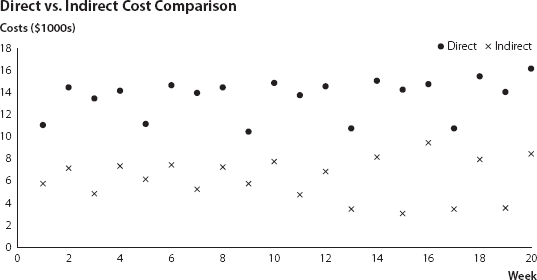 Direct vs. Indirect Cost Comparison
Costs ($1000s)
18
● Direct × Indirect
16
14
12
10
8
6
4
2
0
0 2 4 6 8 10 12 14 16 18 20
Week